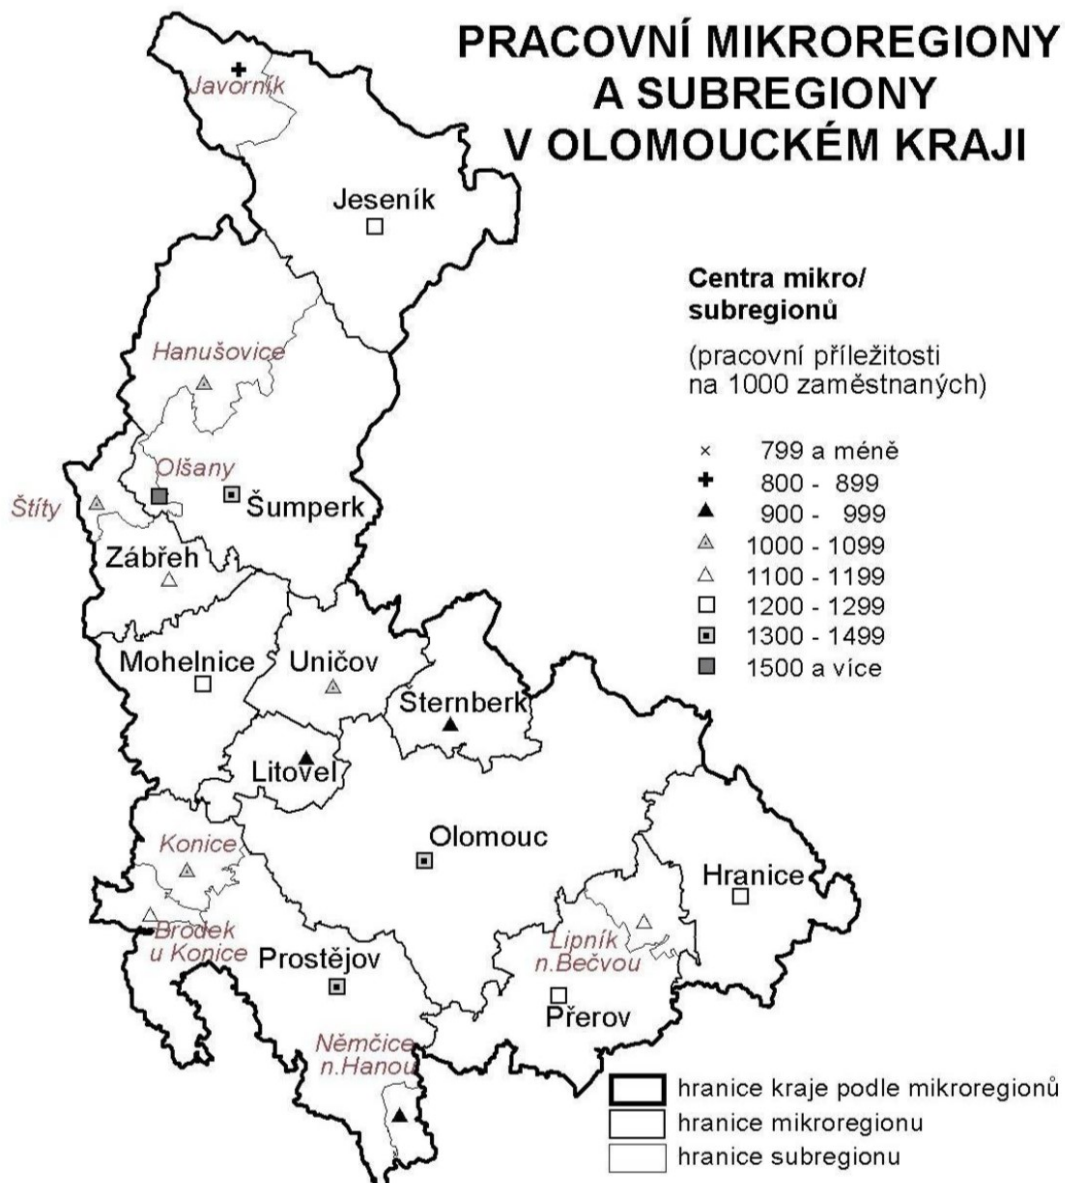 PRACOVNÍ MIKROREGIONY
A SUBREGIONY
V OLOMOUCKÉM KRAJI
Javorník
Jeseník
Centra mikro/
subregionů
(pracovní příležitosti
na 1000 zaměstnaných)
799 a méně
800 - 899
900 - 999
1000 - 1099
1100 - 1199
1200 - 1299
1300 - 1499
1500 a více
Hanušovice
Olšany
Štíty
Šumperk
Zábřeh
Mohelnice
Uničov
Šternberk
Litovel
Olomouc
Konice
Hranice
Brodek
u Konice
Prostějov
Lipník
n.Bečvou
Přerov
Němčice
n.Hanou
hranice kraje podle mikroregionů
hranice mikroregionu
hranice subregionu